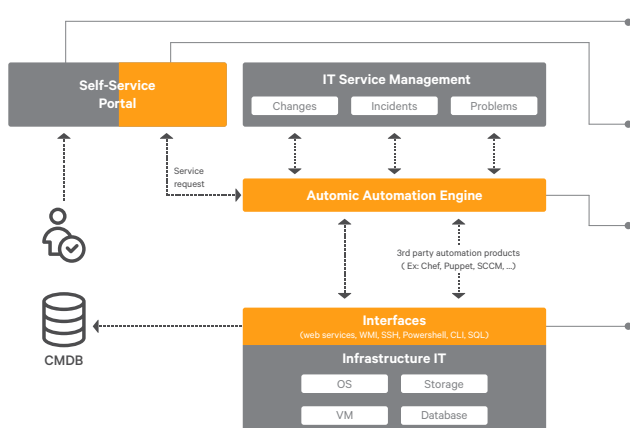 Self-Service
Portal
IT Service Management
Changes
Incidents
Problems
Service
request
Automic Automation Engine
3rd party automation products
( Ex: Chef, Puppet, SCCM, ...)
Interfaces
(web services, WMI, SSH, Powershell, CLI, SQL)
CMDB
Infrastructure IT
OS
Storage
VM
Database